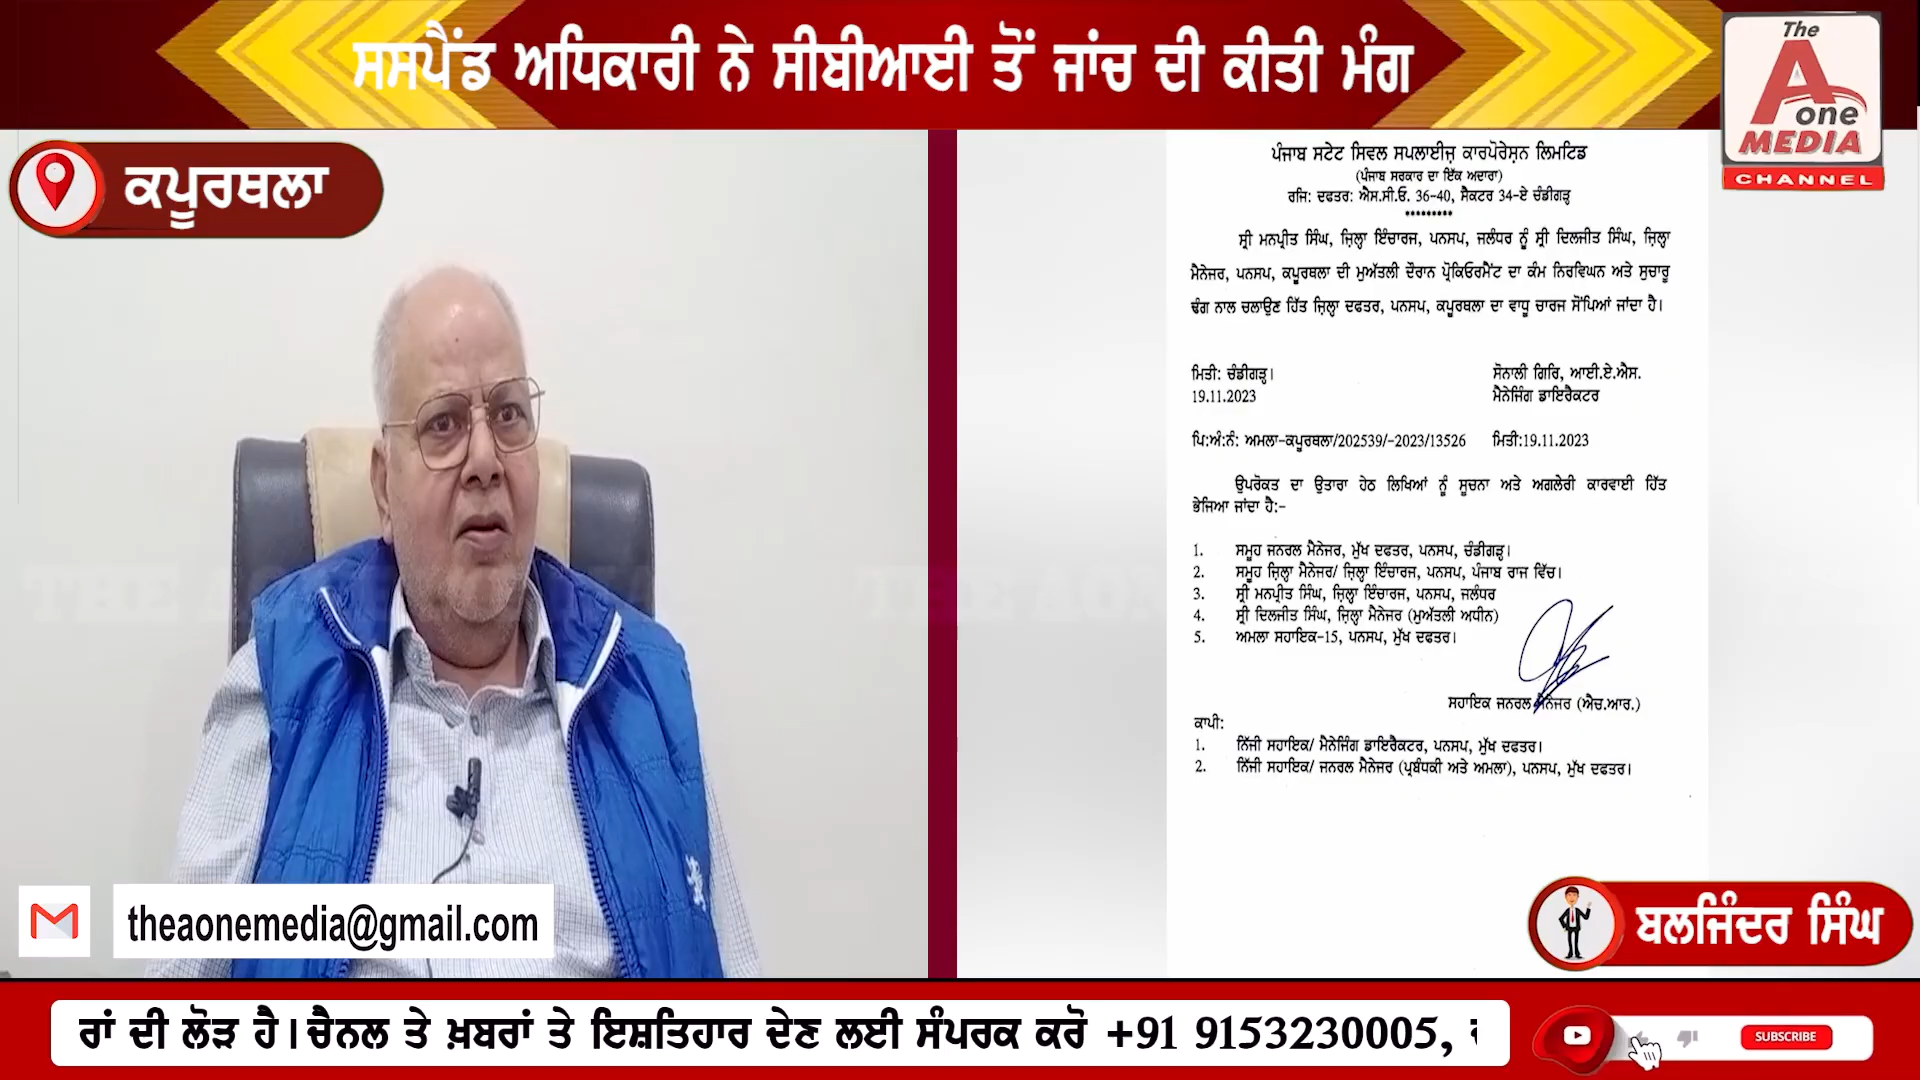 ਸਸਪੈਂਡ ਅਧਿਕਾਰੀ ਨੇ ਸੀਬੀਆਈ ਤੋਂ ਜਾਂਚ ਦੀ ਕੀਤੀ ਮੰਗ
The
A one
MEDIA
CHANNEL
ਕਪੂਰਥਲਾ
ਪੰਜਾਬ ਸਟੇਟ ਸਿਵਲ ਸਪਲਾਈਜ਼ ਕਾਰਪੋਰੇਸ਼ਨ ਲਿਮਟਿਡ
(ਪੰਜਾਬ ਸਰਕਾਰ ਦਾ ਇੱਕ ਅਦਾਰਾ)
ਰਜਿ: ਦਫਤਰ: ਐਸ.ਸੀ.ਓ. 36-40, ਸੈਕਟਰ 34-ਏ ਚੰਡੀਗੜ੍ਹ
*********
ਸ਼੍ਰੀ ਮਨਪ੍ਰੀਤ ਸਿੰਘ, ਜ਼ਿਲ੍ਹਾ ਇੰਚਾਰਜ, ਪਨਸਪ, ਜਲੰਧਰ ਨੂੰ ਸ਼੍ਰੀ ਦਿਲਜੀਤ ਸਿੰਘ, ਜ਼ਿਲ੍ਹਾ
ਮੈਨੇਜਰ, ਪਨਸਪ, ਕਪੂਰਥਲਾ ਦੀ ਮੁਅੱਤਲੀ ਦੌਰਾਨ ਪ੍ਰੋਕਿਓਰਮੈਂਟ ਦਾ ਕੰਮ ਨਿਰਵਿਘਨ ਅਤੇ ਸੁਚਾਰੂ
ਢੰਗ ਨਾਲ ਚਲਾਉਣ ਹਿੱਤ ਜ਼ਿਲ੍ਹਾ ਦਫਤਰ, ਪਨਸਪ, ਕਪੂਰਥਲਾ ਦਾ ਵਾਧੂ ਚਾਰਜ ਸੌਂਪਿਆਂ ਜਾਂਦਾ ਹੈ।
ਮਿਤੀ: ਚੰਡੀਗੜ੍ਹ। ਸੋਨਾਲੀ ਗਿਰਿ, ਆਈ.ਏ.ਐਸ.
19.11.2023 ਮੈਨੇਜਿੰਗ ਡਾਇਰੈਕਟਰ
ਪਿ:ਅੰ:ਨੰ: ਅਮਲਾ-ਕਪੂਰਥਲਾ/202539/-2023/13526 ਮਿਤੀ:19.11.2023
ਉਪਰੋਕਤ ਦਾ ਉਤਾਰਾ ਹੇਠ ਲਿਖਿਆਂ ਨੂੰ ਸੂਚਨਾ ਅਤੇ ਅਗਲੇਰੀ ਕਾਰਵਾਈ ਹਿੱਤ
ਭੇਜਿਆ ਜਾਂਦਾ ਹੈ:-
1. ਸਮੂਹ ਜਨਰਲ ਮੈਨੇਜਰ, ਮੁੱਖ ਦਫਤਰ, ਪਨਸਪ, ਚੰਡੀਗੜ੍ਹ।
2. ਸਮੂਹ ਜ਼ਿਲ੍ਹਾ ਮੈਨੇਜਰ/ ਜ਼ਿਲ੍ਹਾ ਇੰਚਾਰਜ, ਪਨਸਪ, ਪੰਜਾਬ ਰਾਜ ਵਿੱਚ।
3. ਸ਼੍ਰੀ ਮਨਪ੍ਰੀਤ ਸਿੰਘ, ਜ਼ਿਲ੍ਹਾ ਇੰਚਾਰਜ, ਪਨਸਪ, ਜਲੰਧਰ
4. ਸ਼੍ਰੀ ਦਿਲਜੀਤ ਸਿੰਘ, ਜ਼ਿਲ੍ਹਾ ਮੈਨੇਜਰ (ਮੁਅੱਤਲੀ ਅਧੀਨ)
5. ਅਮਲਾ ਸਹਾਇਕ-15, ਪਨਸਪ, ਮੁੱਖ ਦਫਤਰ।
ਸਹਾਇਕ ਜਨਰਲ ਮੈਨੇਜਰ (ਐਚ.ਆਰ.)
ਕਾਪੀ:
1. ਨਿੱਜੀ ਸਹਾਇਕ/ ਮੈਨੇਜਿੰਗ ਡਾਇਰੈਕਟਰ, ਪਨਸਪ, ਮੁੱਖ ਦਫਤਰ।
2. ਨਿੱਜੀ ਸਹਾਇਕ/ ਜਨਰਲ ਮੈਨੇਜਰ (ਪ੍ਰਬੰਧਕੀ ਅਤੇ ਅਮਲਾ), ਪਨਸਪ, ਮੁੱਖ ਦਫਤਰ।
theaonemedia@gmail.com
ਬਲਜਿੰਦਰ ਸਿੰਘ
ਰਾਂ ਦੀ ਲੋੜ ਹੈ।ਚੈਨਲ ਤੇ ਖ਼ਬਰਾਂ ਤੇ ਇਸ਼ਤਿਹਾਰ ਦੇਣ ਲਈ ਸੰਪਰਕ ਕਰੋ +91 9153230005,
SUBSCRIBE